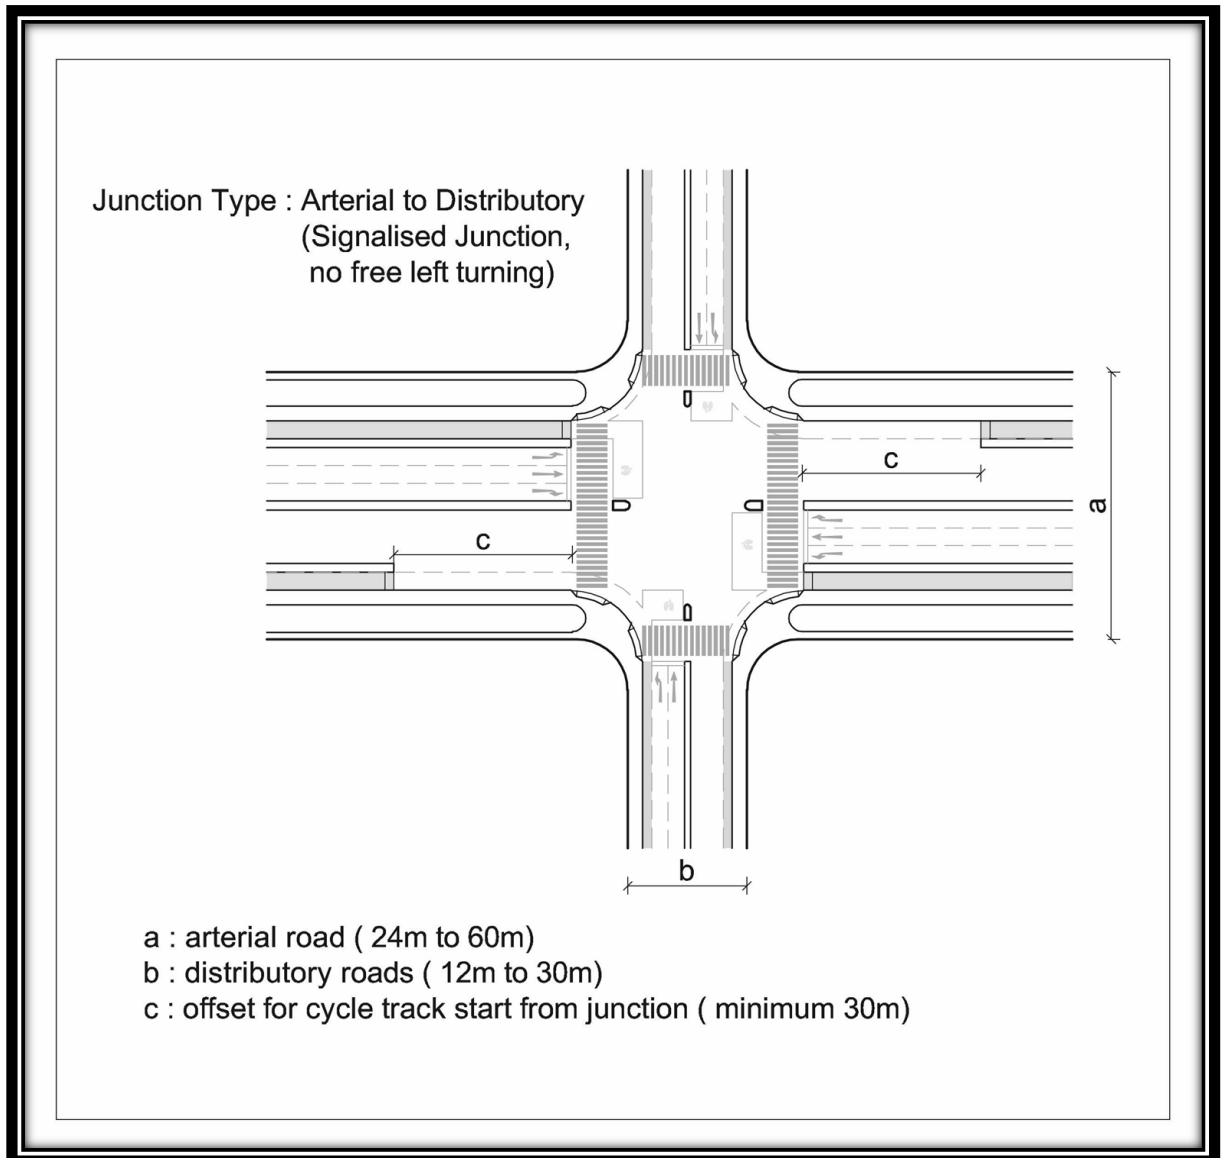 Junction Type : Arterial to Distributory
(Signalised Junction,
no free left turning)
c
a
c
b
a : arterial road ( 24m to 60m)
b : distributory roads ( 12m to 30m)
c : offset for cycle track start from junction ( minimum 30m)